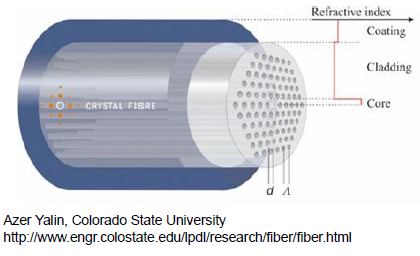 Refractive index
Coating
Cladding
Core
CRYSTAL FIBRE
d Λ
Azer Yalin, Colorado State University
http://www.engr.colostate.edu/lpdl/research/fiber/fiber.html